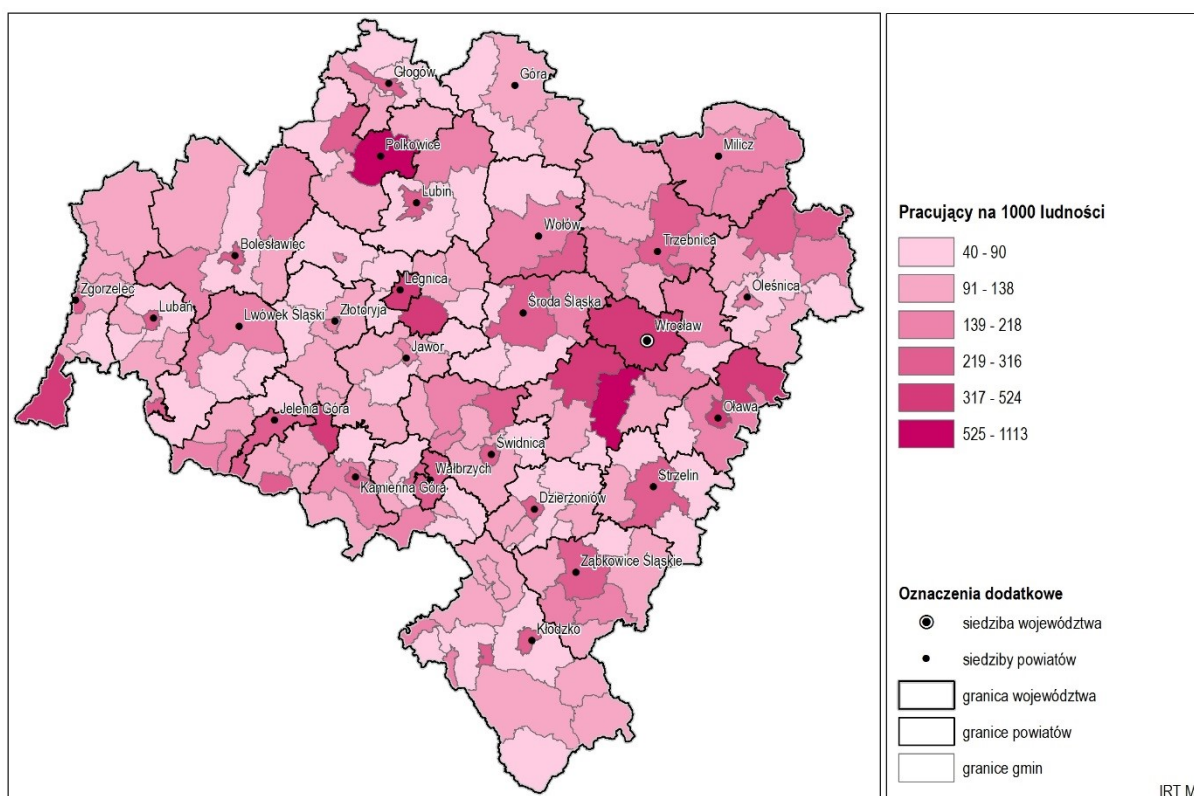 Głogów
Góra
Polkowice
Milicz
Lubin
Wołów
Bolesławiec
Trzebnica
Legnica
Oleśnica
Zgorzelec
Lubań
Lwówek Śląski
Złotoryja
Środa Śląska
Wrocław
Jawor
Jelenia Góra
Oława
Świdnica
Kamienna Góra
Wałbrzych
Strzelin
Dzierżoniów
Ząbkowice Śląskie
Kłodzko
Pracujący na 1000 ludności
40 - 90
91 - 138
139 - 218
219 - 316
317 - 524
525 - 1113
Oznaczenia dodatkowe
siedziba województwa
siedziby powiatów
granica województwa
granice powiatów
granice gmin
IRT M